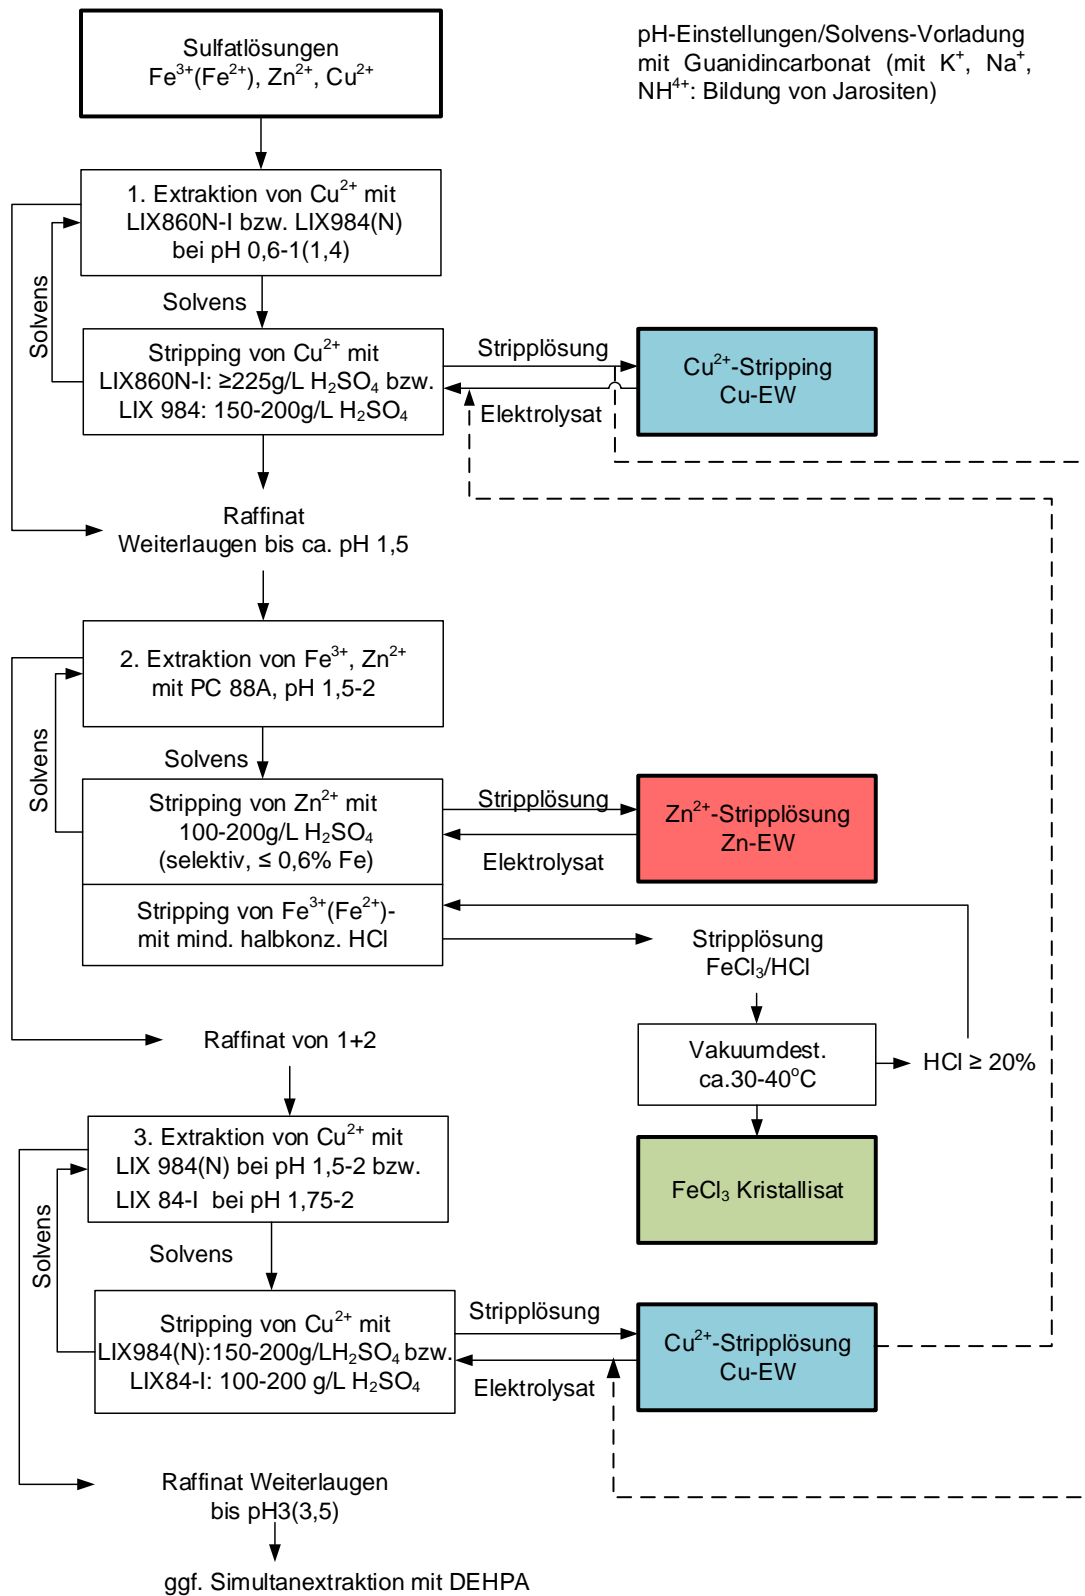 Sulfatlösungen
Fe³⁺(Fe²⁺), Zn²⁺, Cu²⁺
pH-Einstellungen/Solvens-Vorladung
mit Guanidincarbonat (mit K⁺, Na⁺,
NH⁴⁺: Bildung von Jarositen)
1. Extraktion von Cu²⁺ mit
LIX860N-I bzw. LIX984(N)
bei pH 0,6-1(1,4)
Solvens
Solvens
Stripping von Cu²⁺ mit
LIX860N-I: ≥225g/L H₂SO₄ bzw.
LIX 984: 150-200g/L H₂SO₄
Stripplösung
Elektrolysat
Cu²⁺-Stripping
Cu-EW
Raffinat
Weiterlaugen bis ca. pH 1,5
2. Extraktion von Fe³⁺, Zn²⁺
mit PC 88A, pH 1,5-2
Solvens
Solvens
Stripping von Zn²⁺ mit
100-200g/L H₂SO₄
(selektiv, ≤ 0,6% Fe)
Stripplösung
Elektrolysat
Zn²⁺-Stripplösung
Zn-EW
Stripping von Fe³⁺(Fe²⁺)-
mit mind. halbkonz. HCl
Stripplösung
FeCl₃/HCl
Raffinat von 1+2
Vakuumdest.
ca.30-40°C
HCl ≥ 20%
3. Extraktion von Cu²⁺ mit
LIX 984(N) bei pH 1,5-2 bzw.
LIX 84-I bei pH 1,75-2
FeCl₃ Kristallisat
Solvens
Solvens
Stripping von Cu²⁺ mit
LIX984(N):150-200g/LH₂SO₄ bzw.
LIX84-I: 100-200 g/L H₂SO₄
Stripplösung
Elektrolysat
Cu²⁺-Stripplösung
Cu-EW
Raffinat Weiterlaugen
bis pH3(3,5)
ggf. Simultanextraktion mit DEHPA